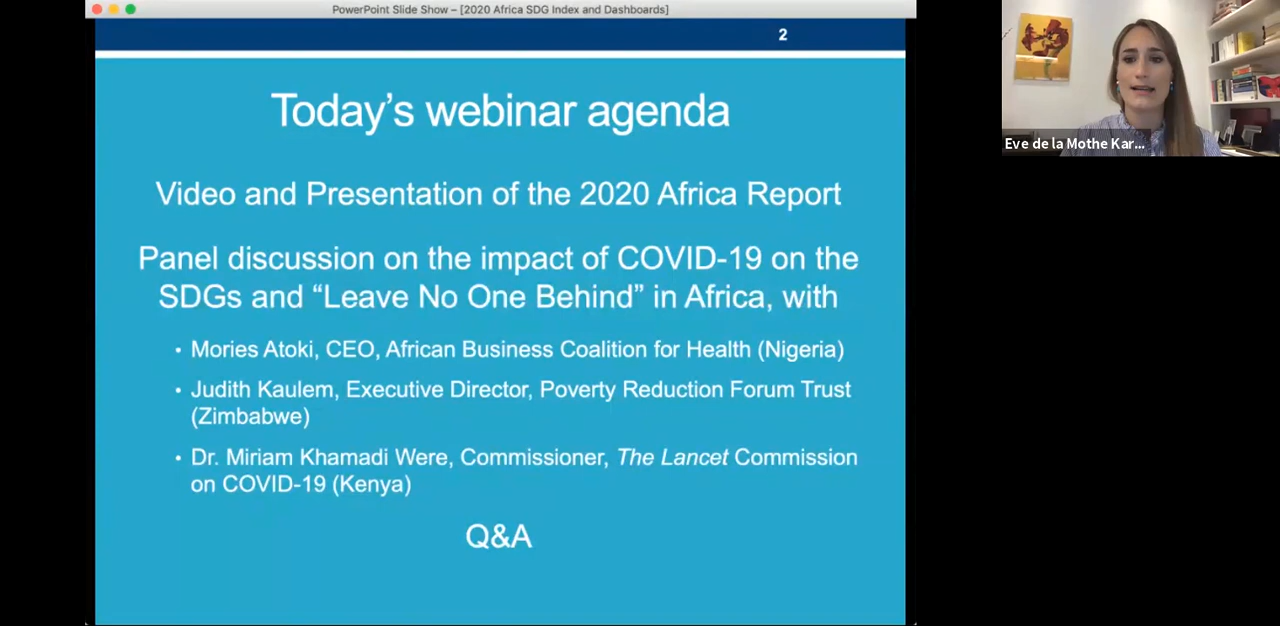 PowerPoint Slide Show – [2020 Africa SDG Index and Dashboards]
2
Today's webinar agenda
Video and Presentation of the 2020 Africa Report
Panel discussion on the impact of COVID-19 on the
SDGs and “Leave No One Behind” in Africa, with
• Mories Atoki, CEO, African Business Coalition for Health (Nigeria)
• Judith Kaulem, Executive Director, Poverty Reduction Forum Trust
(Zimbabwe)
• Dr. Miriam Khamadi Were, Commissioner, The Lancet Commission
on COVID-19 (Kenya)
Q&A
Eve de la Mothe Kar...